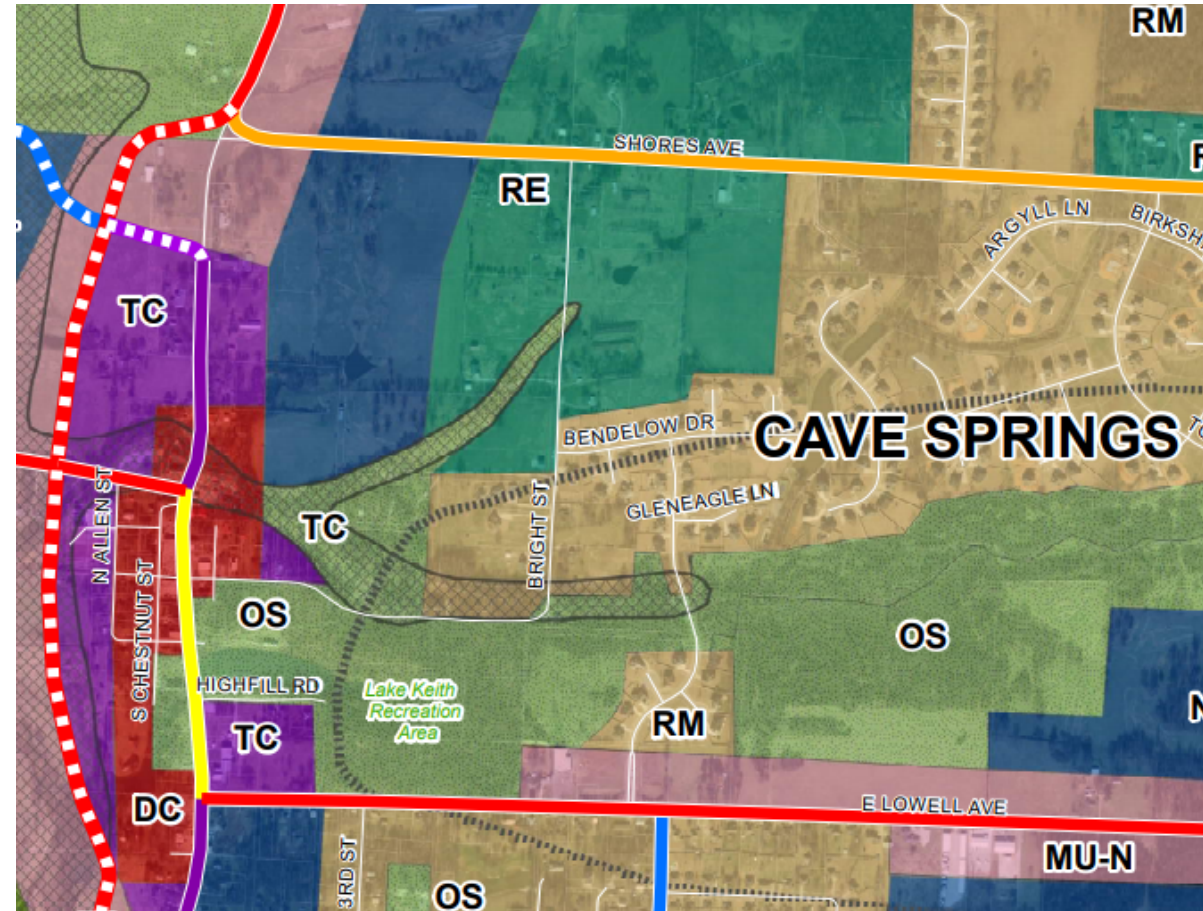 RM
SHORES AVE
RE
ARGYLL LN
TC
BENDELOW DR
CAVE SPRINGS
GLENEAGLE LN
N ALLEN ST
TC
BRIGHT ST
S CHESTNUT ST
OS
OS
HIGHFILL RD
Lake Keith
Recreation
Area
RM
TC
DC
E LOWELL AVE
MU-N
3RD ST
OS